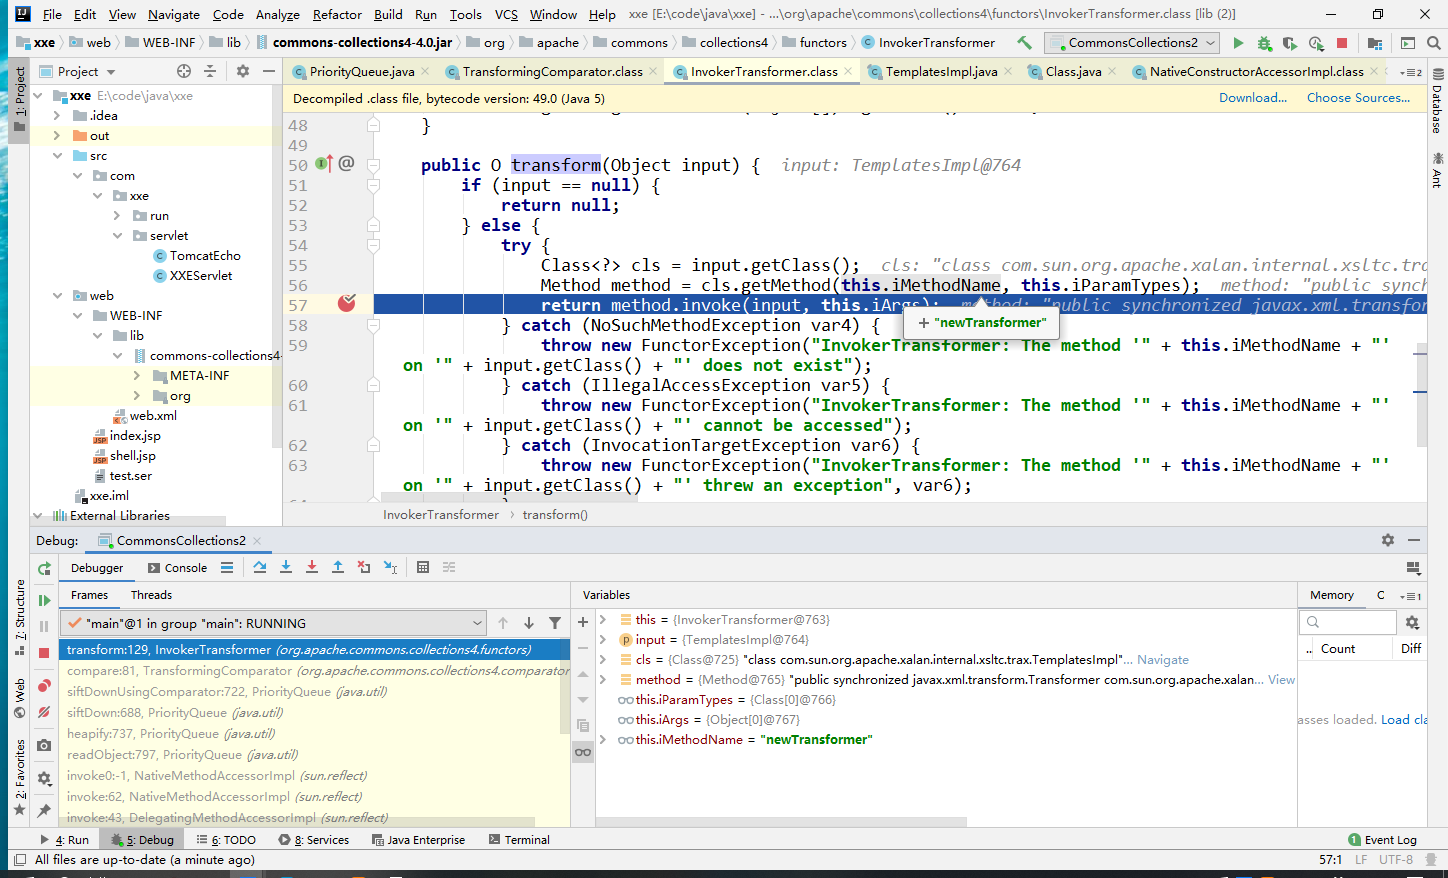 File Edit View Navigate Code Analyze Refactor Build Run Tools VCS Window Help xxe [E:\code\java\xxe] - ...\org\apache\commons\collections4\functors\InvokerTransformer.class [lib (2)]
xxe web WEB-INF lib commons-collections4-4.0.jar org apache commons collections4 functors InvokerTransformer CommonsCollections2
Project PriorityQueue.java TransformingComparator.class InvokerTransformer.class TemplatesImpl.java Class.java NativeConstructorAccessorImpl.class 2
Decompiled .class file, bytecode version: 49.0 (Java 5) Download... Choose Sources...
1: Project
7: Structure
Web
2: Favorites
Database
Ant
xxe E:\code\java\xxe
.idea
out
src
com
xxe
run
servlet
TomcatEcho
XXEServlet
web
WEB-INF
lib
commons-collections4-
META-INF
org
web.xml
index.jsp
shell.jsp
test.ser
xxe.iml
External Libraries
48 }
49
50 @ public O transform(Object input) { input: TemplatesImpl@764
51 if (input == null) {
52 return null;
53 } else {
54 try {
55 Class<?> cls = input.getClass(); cls: "class com.sun.org.apache.xalan.internal.xsltc.tra
56 Method method = cls.getMethod(this.iMethodName, this.iParamTypes); method: "public sync
57 return method.invoke(input, this.iArgs); method: "public synchronized javax.xml.transfor
+ "newTransformer"
58 } catch (NoSuchMethodException var4) {
59 throw new FunctorException("InvokerTransformer: The method '" + this.iMethodName + "'
on '" + input.getClass() + "' does not exist");
60 } catch (IllegalAccessException var5) {
61 throw new FunctorException("InvokerTransformer: The method '" + this.iMethodName + "'
on '" + input.getClass() + "' cannot be accessed");
62 } catch (InvocationTargetException var6) {
63 throw new FunctorException("InvokerTransformer: The method '" + this.iMethodName + "'
on '" + input.getClass() + "' threw an exception", var6);
InvokerTransformer transform()
Debug: CommonsCollections2
Debugger Console
Frames Threads
"main"@1 in group "main": RUNNING
transform:129, InvokerTransformer (org.apache.commons.collections4.functors)
compare:81, TransformingComparator (org.apache.commons.collections4.comparator
siftDownUsingComparator:722, PriorityQueue (java.util)
siftDown:688, PriorityQueue (java.util)
heapify:737, PriorityQueue (java.util)
readObject:797, PriorityQueue (java.util)
invoke0:-1, NativeMethodAccessorImpl (sun.reflect)
invoke:62, NativeMethodAccessorImpl (sun.reflect)
invoke:43, DelegatingMethodAccessorImpl (sun.reflect)
Variables
this = {InvokerTransformer@763}
input = {TemplatesImpl@764}
cls = {Class@725} "class com.sun.org.apache.xalan.internal.xsltc.trax.TemplatesImpl"... Navigate
method = {Method@765} "public synchronized javax.xml.transform.Transformer com.sun.org.apache.xalan... View
this.iParamTypes = {Class[0]@766}
this.iArgs = {Object[0]@767}
this.iMethodName = "newTransformer"
Memory C 1
.. Count Diff
asses loaded. Load cla
4: Run 5: Debug 6: TODO 8: Services Java Enterprise Terminal 1 Event Log
All files are up-to-date (a minute ago) 57:1 LF UTF-8